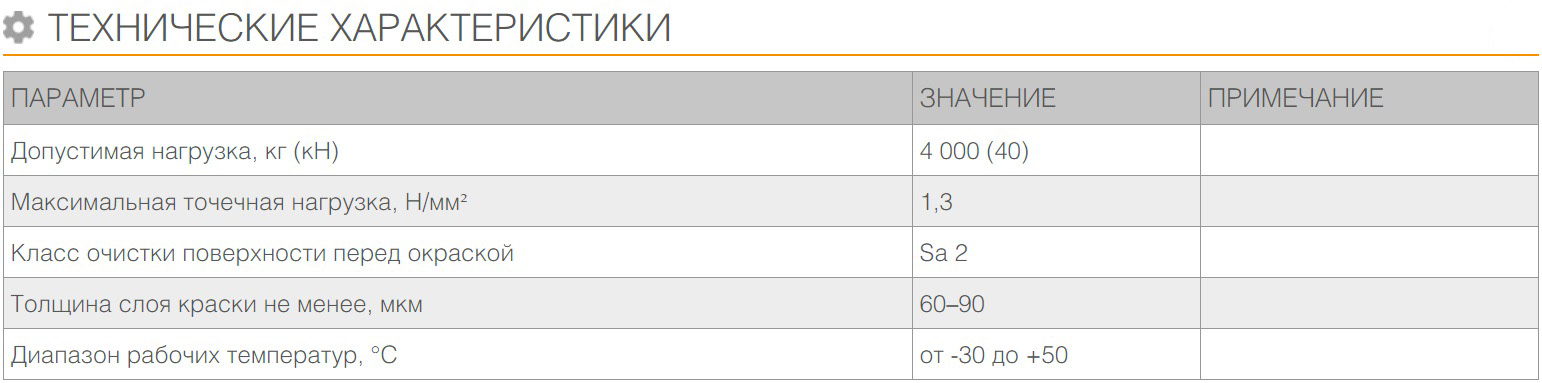 ТЕХНИЧЕСКИЕ ХАРАКТЕРИСТИКИ
ПАРАМЕТР ЗНАЧЕНИЕ ПРИМЕЧАНИЕ
Допустимая нагрузка, кг (кН) 4 000 (40)
Максимальная точечная нагрузка, Н/мм² 1,3
Класс очистки поверхности перед окраской Sa 2
Толщина слоя краски не менее, мкм 60–90
Диапазон рабочих температур, °C от -30 до +50